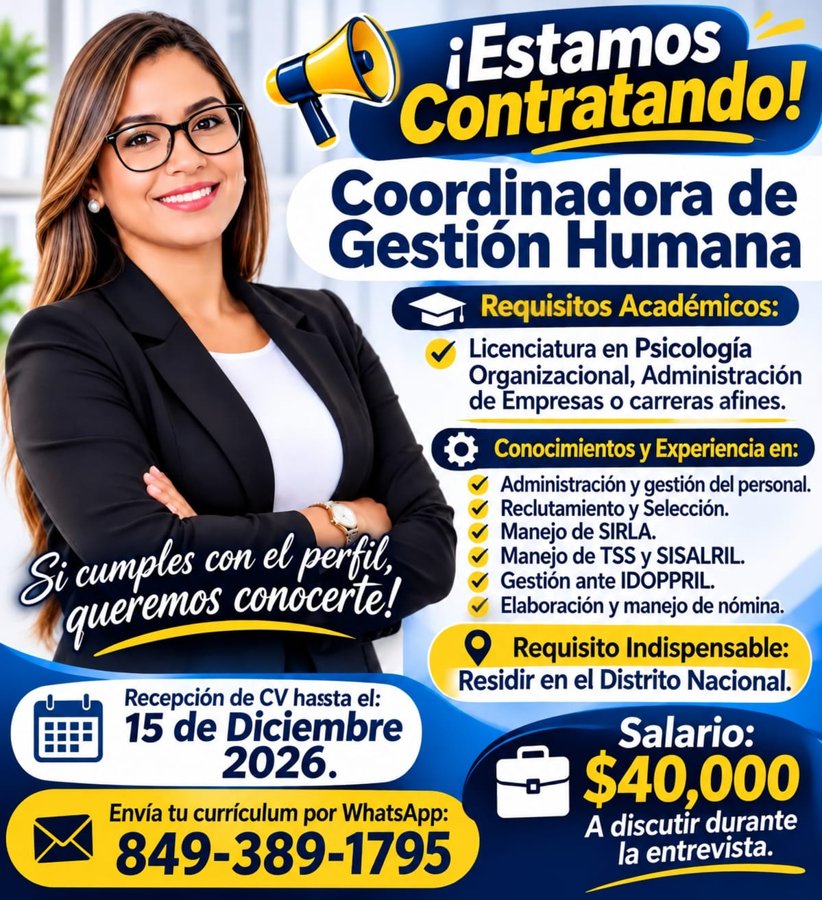 ¡Estamos
Contratando!
Coordinadora de
Gestión Humana
Requisitos Académicos:
Licenciatura en Psicología
Organizacional, Administración
de Empresas o carreras afines.
Conocimientos y Experiencia en:
Administración y gestión del personal.
Reclutamiento y Selección.
Manejo de SIRLA.
Manejo de TSS y SISALRIL.
Gestión ante IDOPPRIL.
Elaboración y manejo de nómina.
Si cumples con el perfil,
queremos conocerte!
Requisito Indispensable:
Residir en el Distrito Nacional.
Recepción de CV hassta el:
15 de Diciembre
2026.
Envía tu currículum por WhatsApp:
849-389-1795
Salario:
$40,000
A discutir durante
la entrevista.